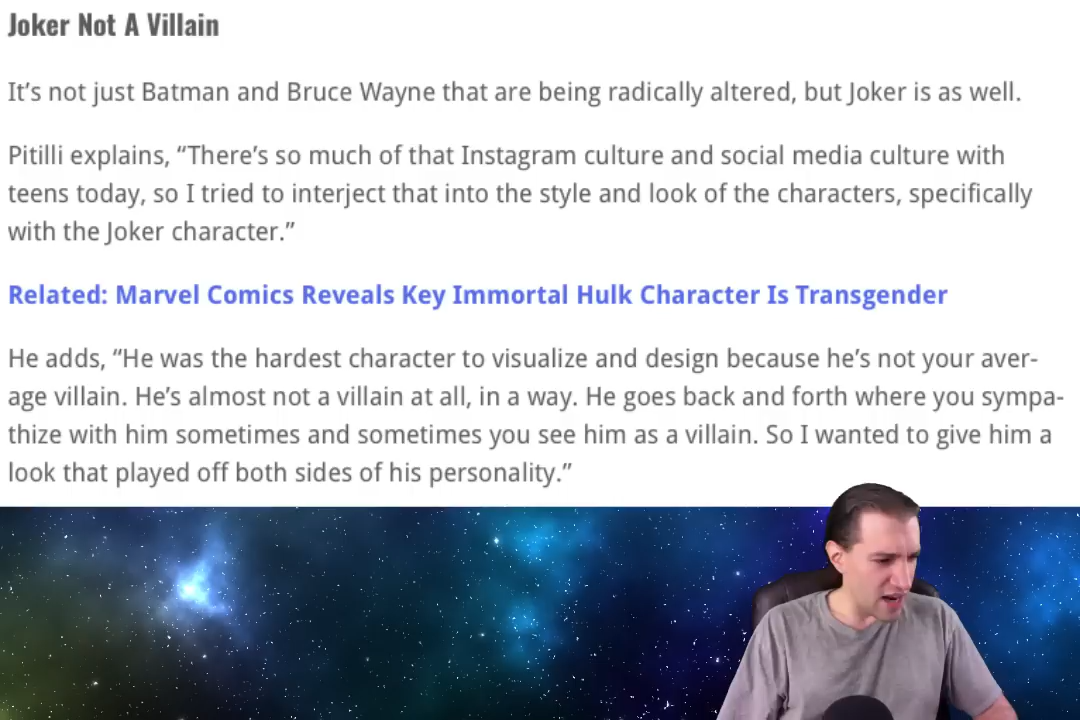 Joker Not A Villain
It’s not just Batman and Bruce Wayne that are being radically altered, but Joker is as well.
Pitilli explains, “There’s so much of that Instagram culture and social media culture with
teens today, so I tried to interject that into the style and look of the characters, specifically
with the Joker character.”
Related: Marvel Comics Reveals Key Immortal Hulk Character Is Transgender
He adds, “He was the hardest character to visualize and design because he’s not your aver-
age villain. He’s almost not a villain at all, in a way. He goes back and forth where you sympa-
thize with him sometimes and sometimes you see him as a villain. So I wanted to give him a
look that played off both sides of his personality.”